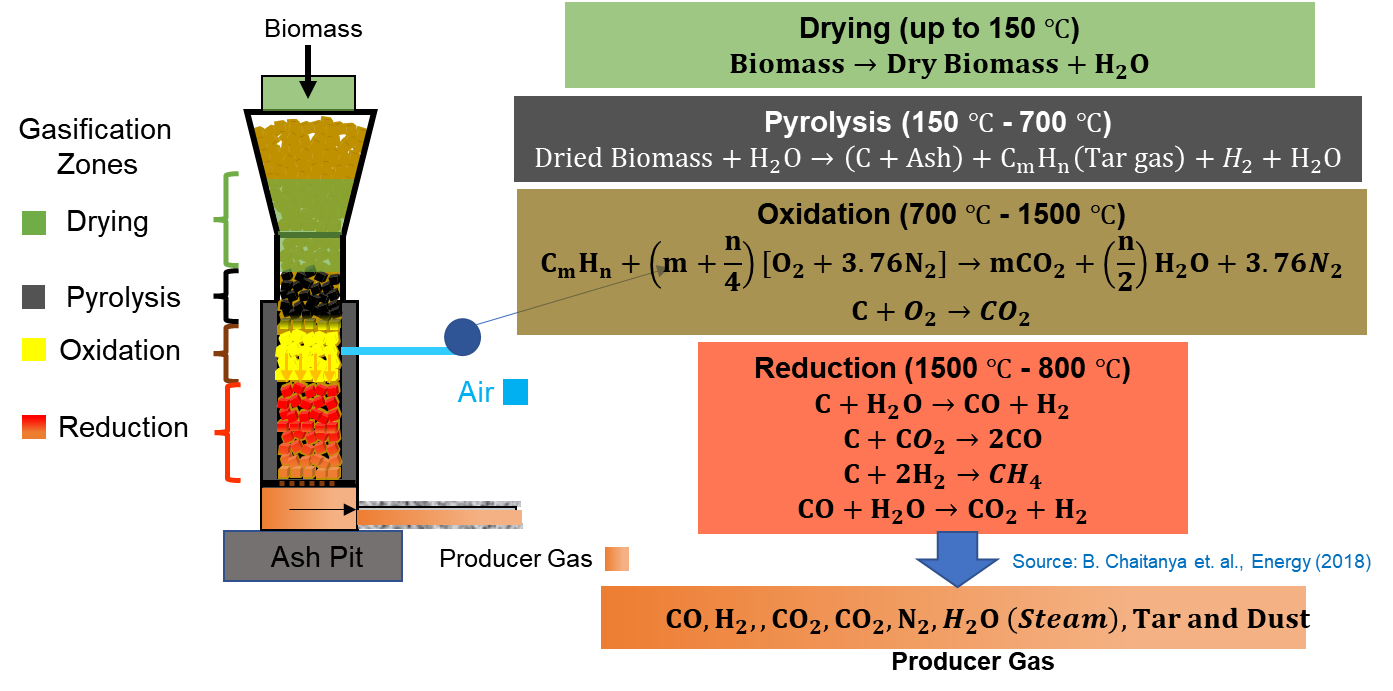 Biomass
Gasification
Zones
Drying
Pyrolysis
Oxidation
Reduction
Air
Ash Pit
Producer Gas
Drying (up to 150 ℃)
Biomass → Dry Biomass + H₂O
Pyrolysis (150 ℃ - 700 ℃)
Dried Biomass + H₂O → (C + Ash) + CₘHₙ(Tar gas) + H₂ + H₂O
Oxidation (700 ℃ - 1500 ℃)
CₘHₙ + (m + n/4) [O₂ + 3.76N₂] → mCO₂ + (n/2) H₂O + 3.76N₂
C + O₂ → CO₂
Reduction (1500 ℃ - 800 ℃)
C + H₂O → CO + H₂
C + CO₂ → 2CO
C + 2H₂ → CH₄
CO + H₂O → CO₂ + H₂
Source: B. Chaitanya et. al., Energy (2018)
CO, H₂,, CO₂, CO₂, N₂, H₂O (Steam), Tar and Dust
Producer Gas